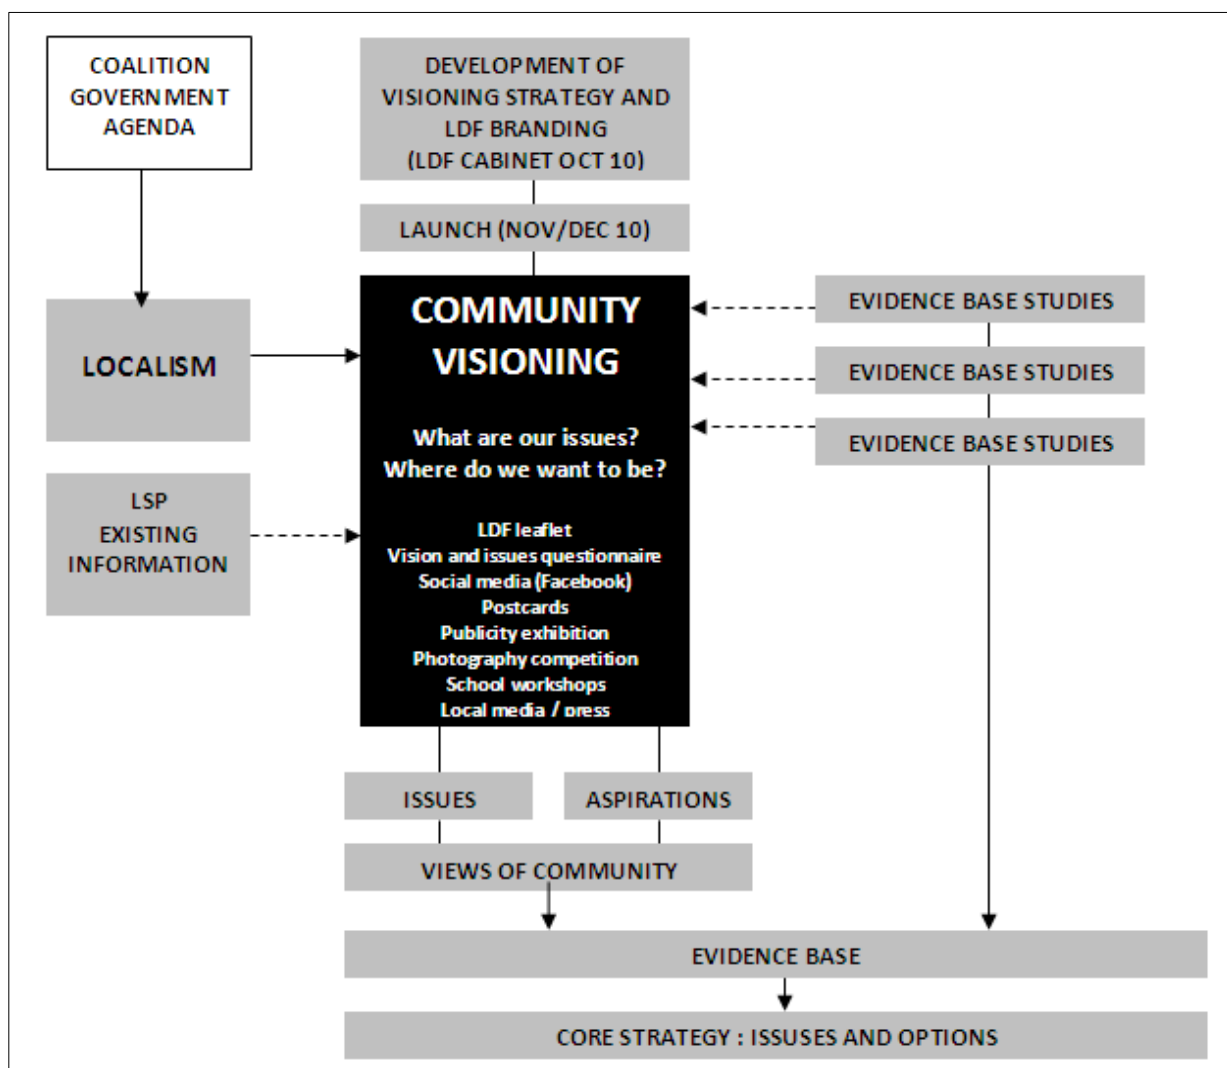 COALITION
GOVERNMENT
AGENDA
DEVELOPMENT OF
VISIONING STRATEGY AND
LDF BRANDING
(LDF CABINET OCT 10)
LAUNCH (NOV/DEC 10)
LOCALISM
LSP
EXISTING
INFORMATION
COMMUNITY
VISIONING
What are our issues?
Where do we want to be?
LDF leaflet
Vision and issues questionnaire
Social media (Facebook)
Postcards
Publicity exhibition
Photography competition
School workshops
Local media / press
EVIDENCE BASE STUDIES
EVIDENCE BASE STUDIES
EVIDENCE BASE STUDIES
ISSUES
ASPIRATIONS
VIEWS OF COMMUNITY
EVIDENCE BASE
CORE STRATEGY : ISSUSES AND OPTIONS